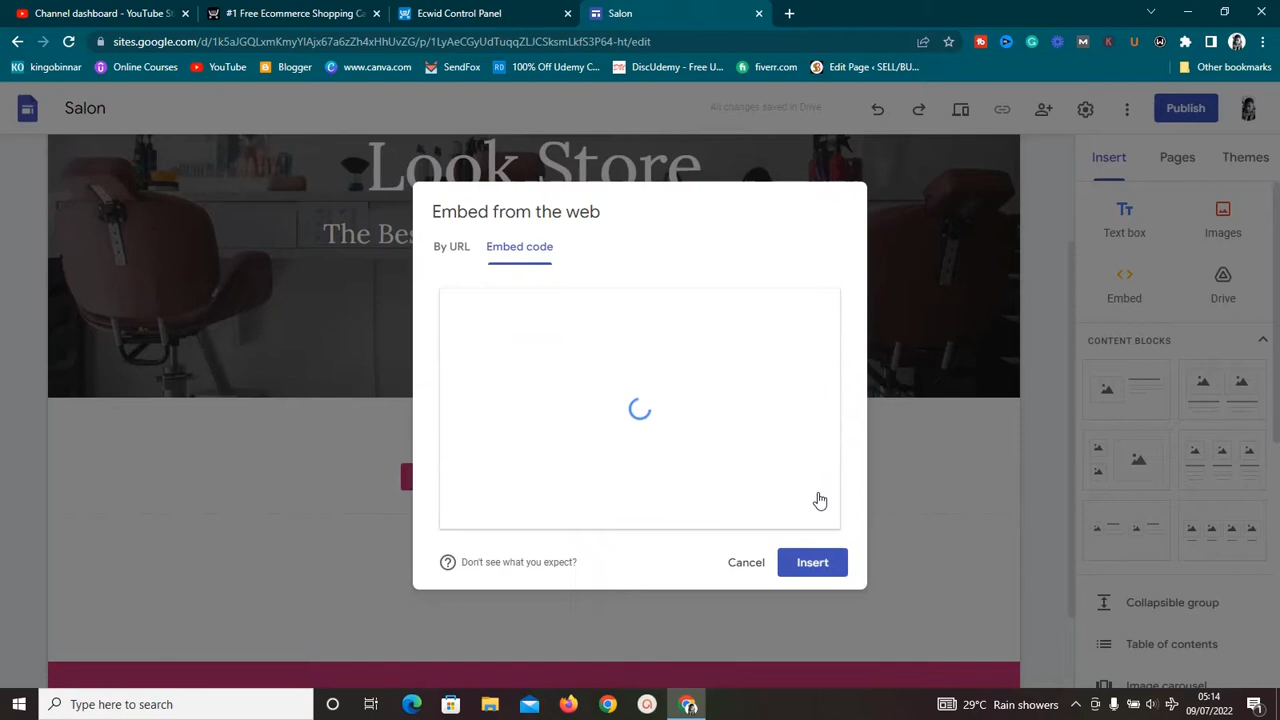 Channel dashboard - YouTube St
#1 Free Ecommerce Shopping Ca
Ecwid Control Panel
Salon
sites.google.com/d/1k5aJGQLxmKmyYIAjx67a6zZh4xHhUvZG/p/1LyAeCGyUdTuqqZLJCSksmLkfS3P64-ht/edit
kingobinnar
Online Courses
YouTube
Blogger
www.canva.com
SendFox
100% Off Udemy C...
DiscUdemy - Free U...
fiverr.com
Edit Page ‹ SELL/BU...
Other bookmarks
Salon
All changes saved in Drive
Publish
Look Store
The Bes
Embed from the web
By URL
Embed code
Don't see what you expect?
Cancel
Insert
Insert
Pages
Themes
Text box
Images
Embed
Drive
CONTENT BLOCKS
Collapsible group
Table of contents
Image carousel
Type here to search
29°C Rain showers
05:14
09/07/2022